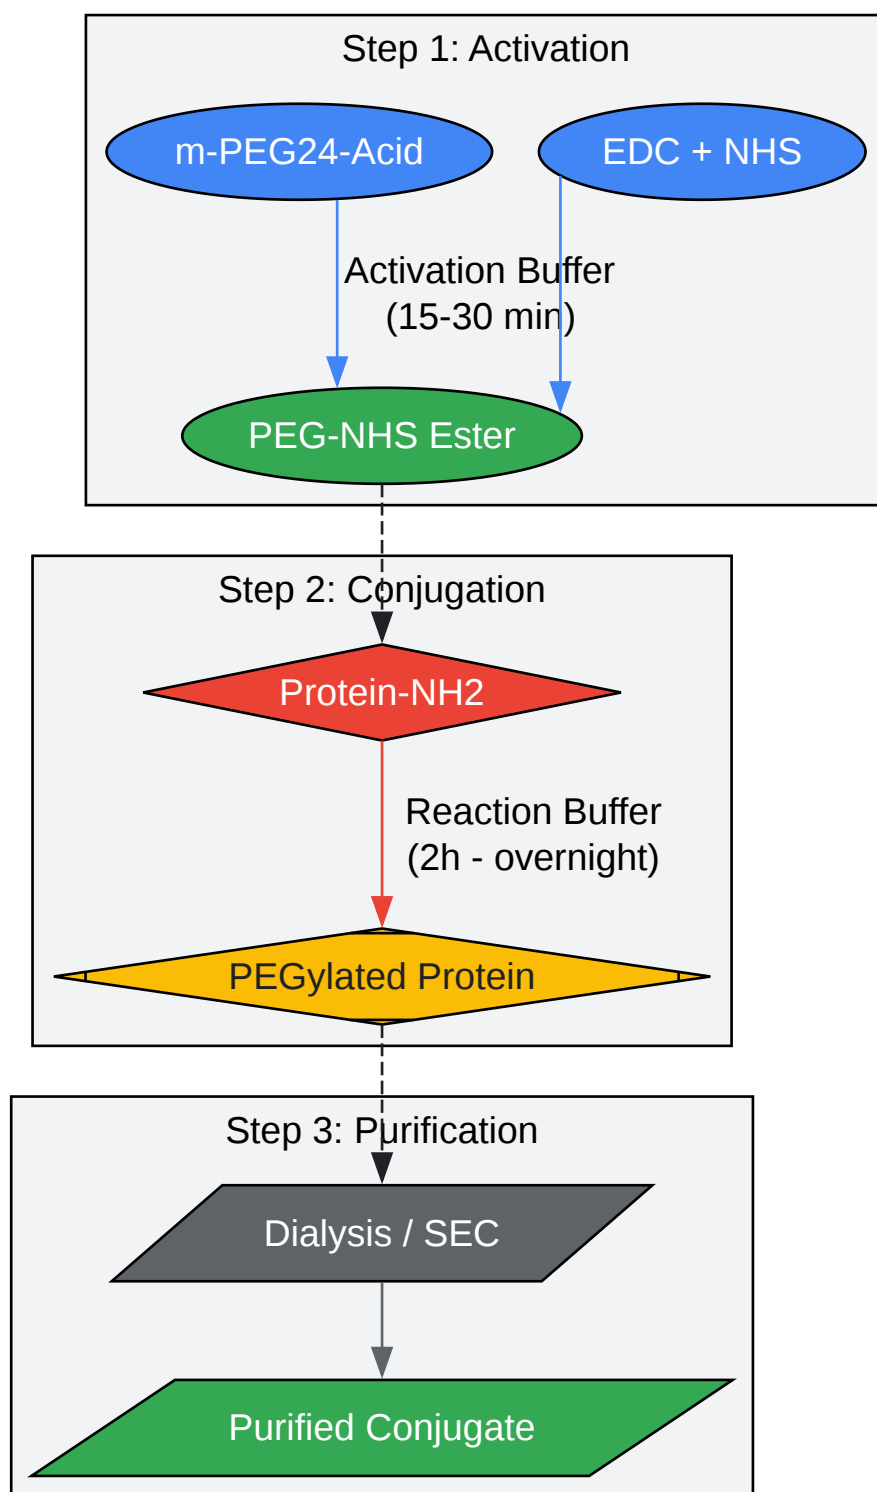 Step 1: Activation
m-PEG24-Acid
EDC + NHS
Activation Buffer
(15-30 min)
PEG-NHS Ester
Step 2: Conjugation
Protein-NH2
Reaction Buffer
(2h - overnight)
PEGylated Protein
Step 3: Purification
Dialysis / SEC
Purified Conjugate